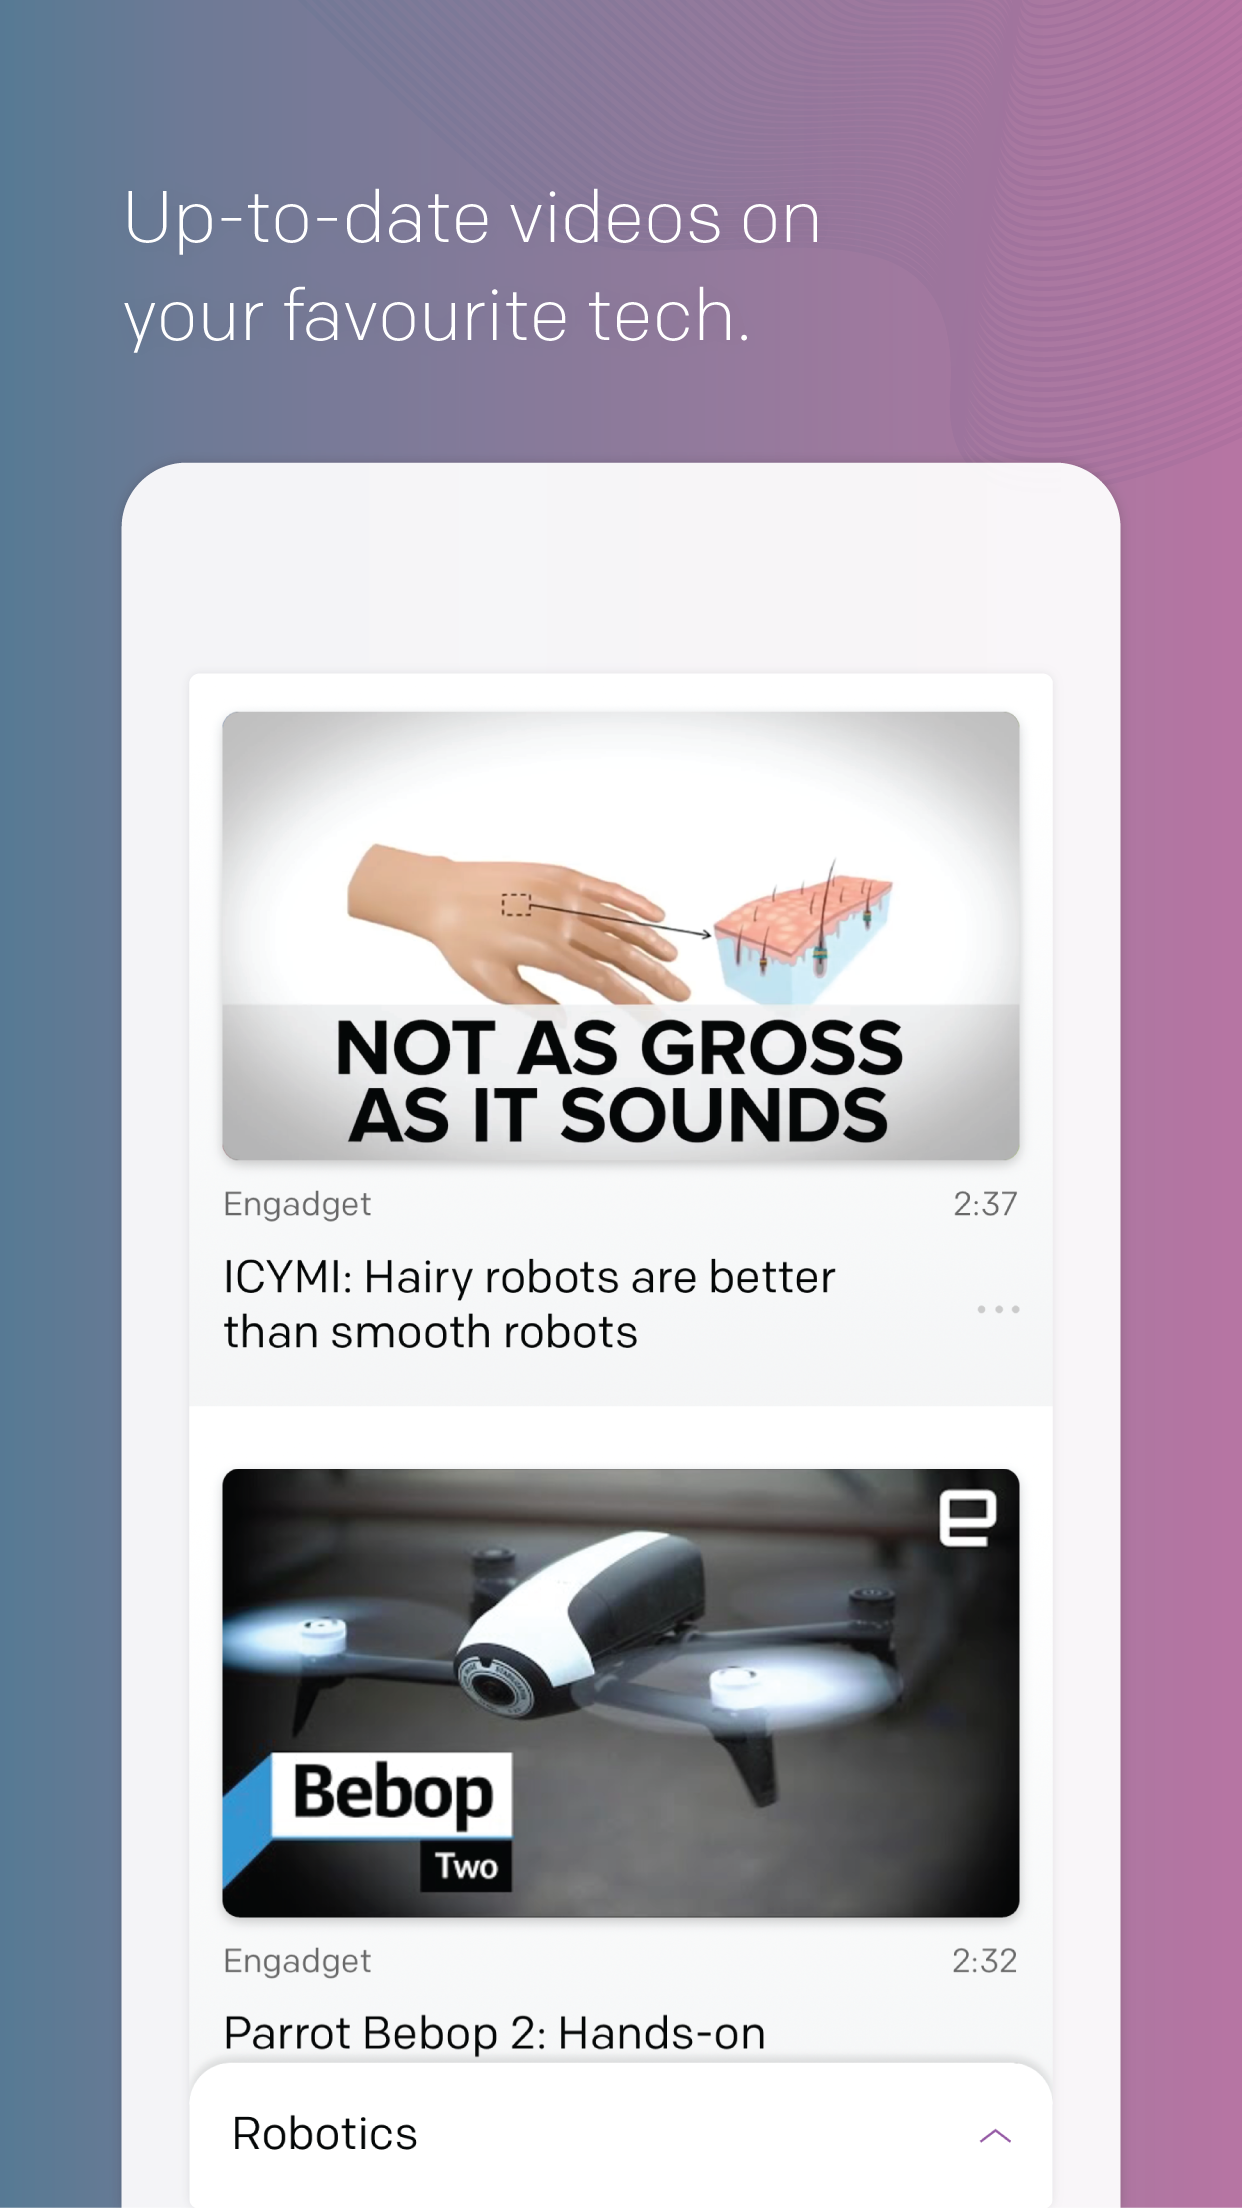 Up-to-date videos on
your favourite tech.
NOT AS GROSS
AS IT SOUNDS
Engadget 2:37
ICYMI: Hairy robots are better
than smooth robots
Bebop
Two
Engadget 2:32
Parrot Bebop 2: Hands-on
Robotics